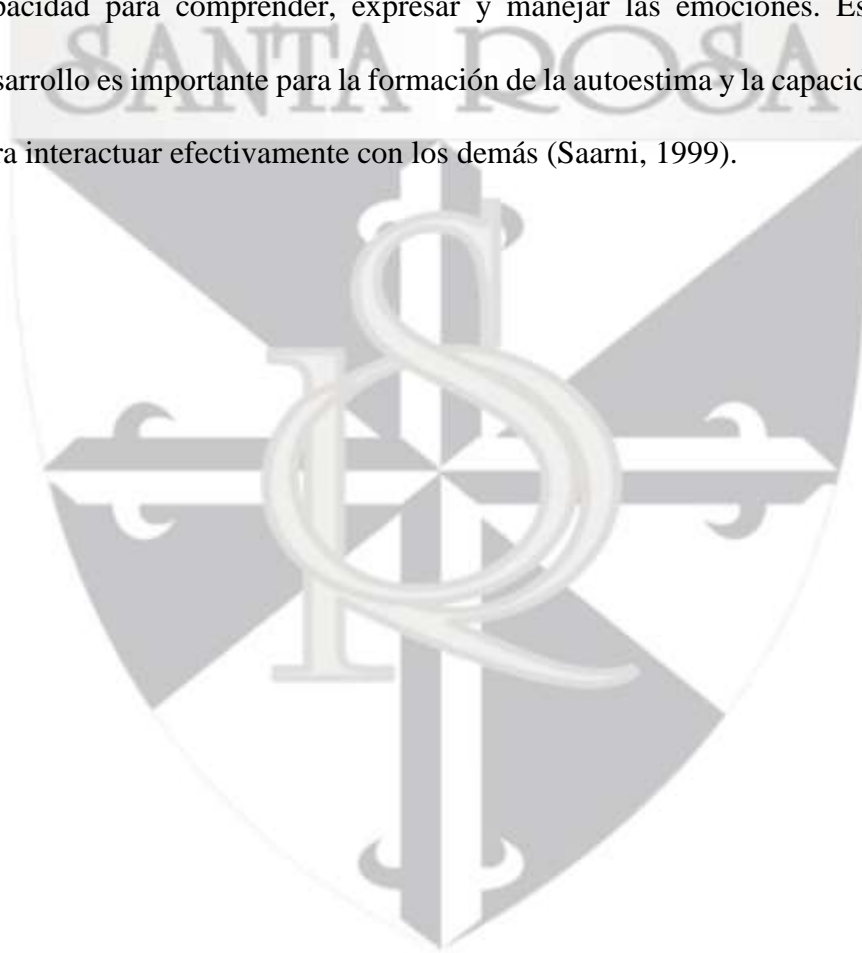 pacidad para comprender, expresar y manejar las emociones. Es
SANTA ROSA
sarrollo es importante para la formación de la autoestima y la capacid
ra interactuar efectivamente con los demás (Saarni, 1999).